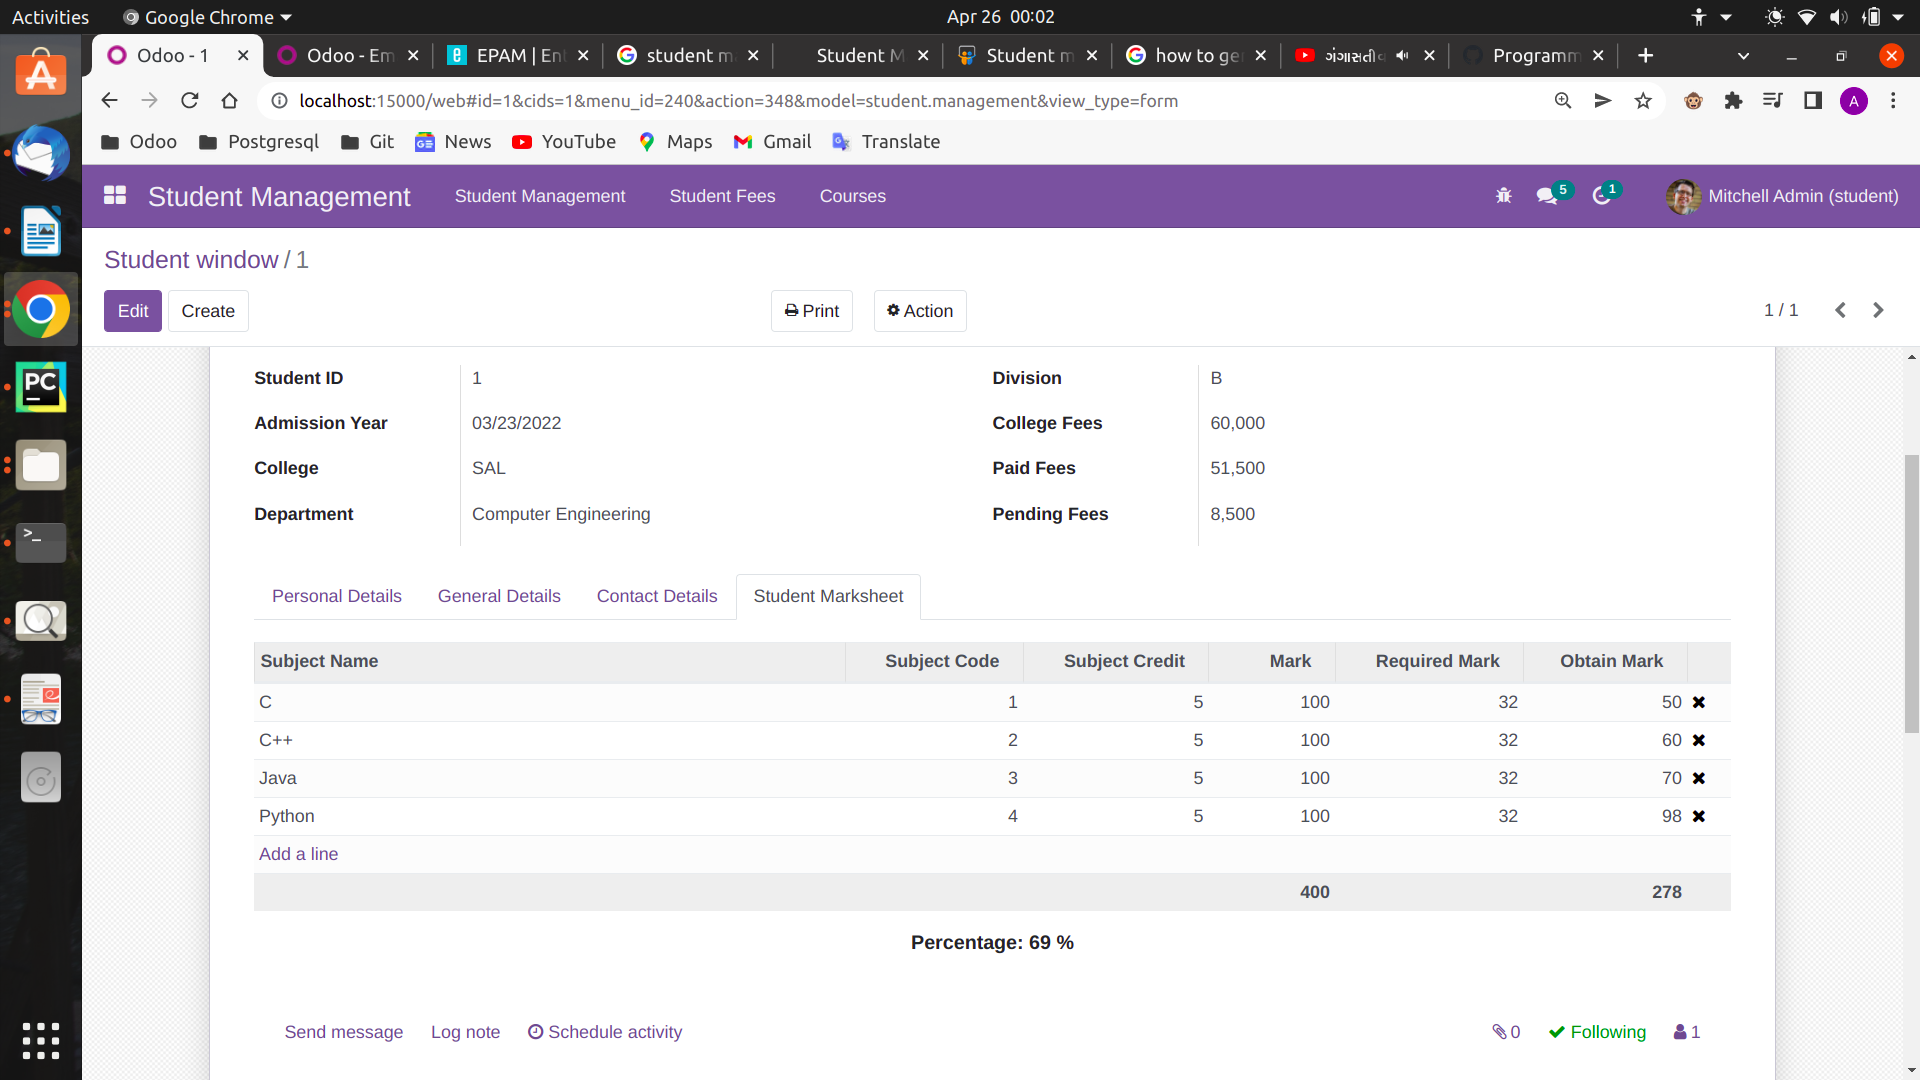 Activities Google Chrome Apr 26 00:02
Odoo - 1 Odoo - Em EPAM | Ent student m Student M Student m how to ge ગંગાસતી Programm
localhost:15000/web#id=1&cids=1&menu_id=240&action=348&model=student.management&view_type=form A
Odoo Postgresql Git News YouTube Maps Gmail Translate
Student Management Student Management Student Fees Courses 5 1 Mitchell Admin (student)
Student window / 1
Edit Create Print Action 1 / 1
Student ID 1 Division B
Admission Year 03/23/2022 College Fees 60,000
College SAL Paid Fees 51,500
Department Computer Engineering Pending Fees 8,500
Personal Details General Details Contact Details Student Marksheet
Subject Name Subject Code Subject Credit Mark Required Mark Obtain Mark
C 1 5 100 32 50
C++ 2 5 100 32 60
Java 3 5 100 32 70
Python 4 5 100 32 98
Add a line
400 278
Percentage: 69 %
Send message Log note Schedule activity 0 Following 1